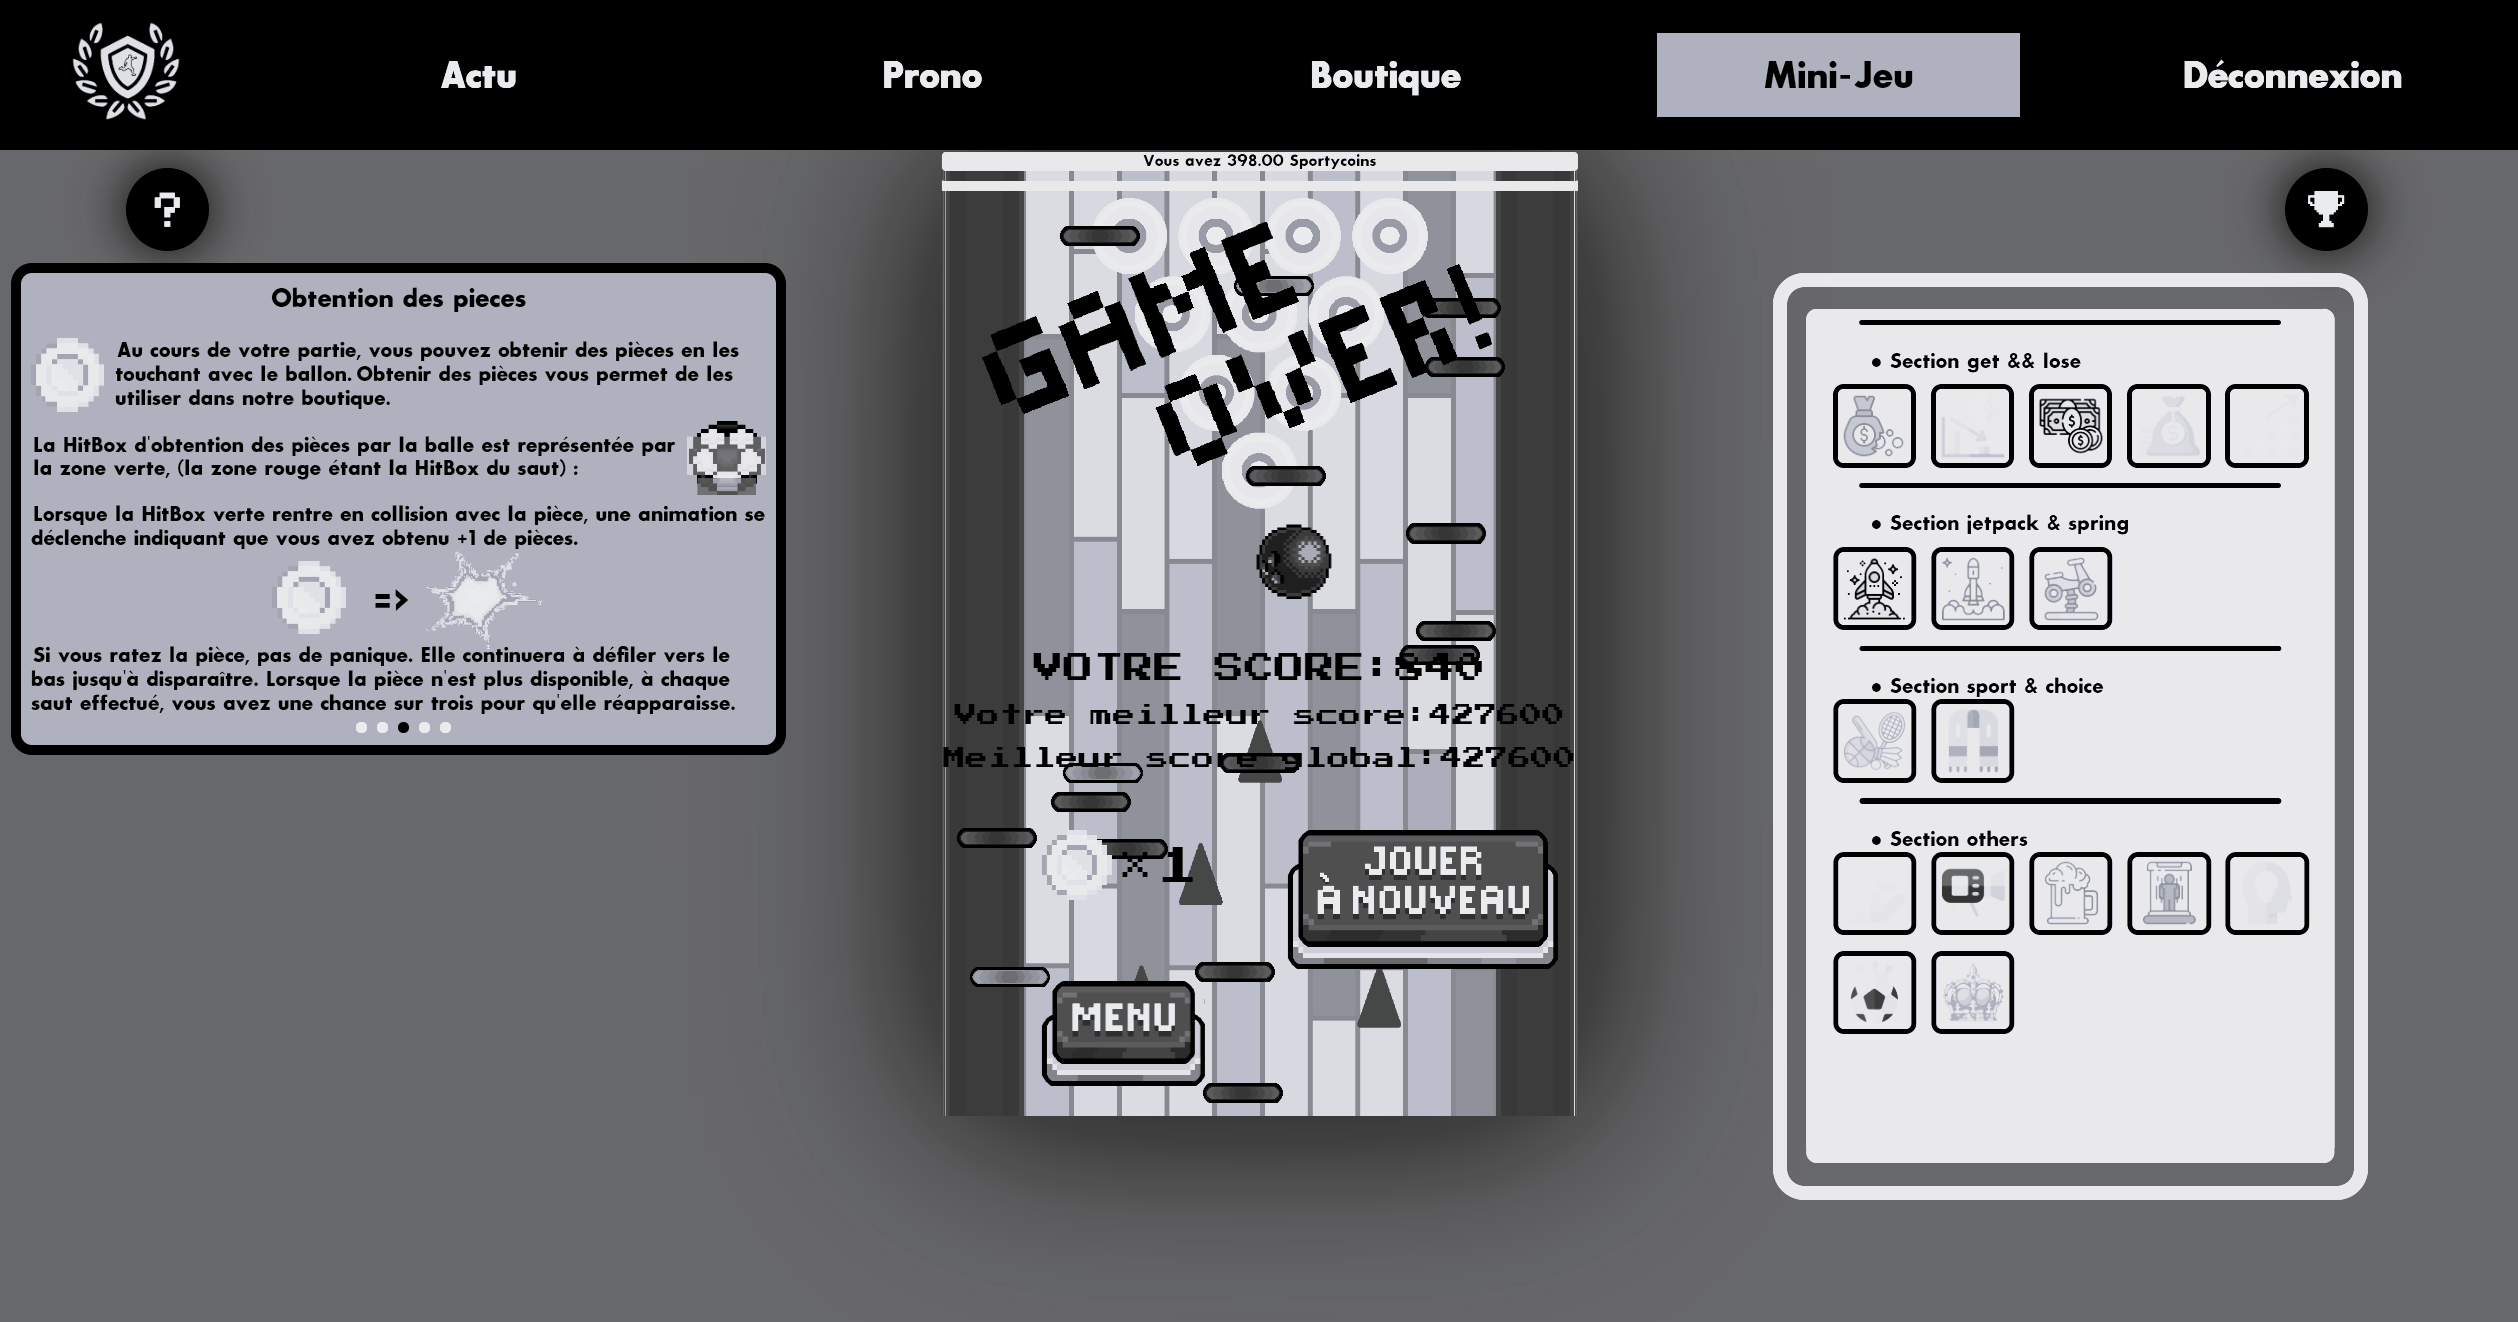 Actu
Prono
Boutique
Mini-Jeu
Déconnexion
Vous avez 398.00 Sportycoins
?
Obtention des pieces
Au cours de votre partie, vous pouvez obtenir des pièces en les
touchant avec le ballon. Obtenir des pièces vous permet de les
utiliser dans notre boutique.
La HitBox d'obtention des pièces par la balle est représentée par
la zone verte, (la zone rouge étant la HitBox du saut) :
Lorsque la HitBox verte rentre en collision avec la pièce, une animation se
déclenche indiquant que vous avez obtenu +1 de pièces.
=>
Si vous ratez la pièce, pas de panique. Elle continuera à défiler vers le
bas jusqu'à disparaître. Lorsque la pièce n'est plus disponible, à chaque
saut effectué, vous avez une chance sur trois pour qu'elle réapparaisse.
GAME
OVER!
VOTRE SCORE:
Votre meilleur score:427600
Meilleur score global:427600
x 1
JOUER
À NOUVEAU
MENU
• Section get && lose
• Section jetpack & spring
• Section sport & choice
• Section others